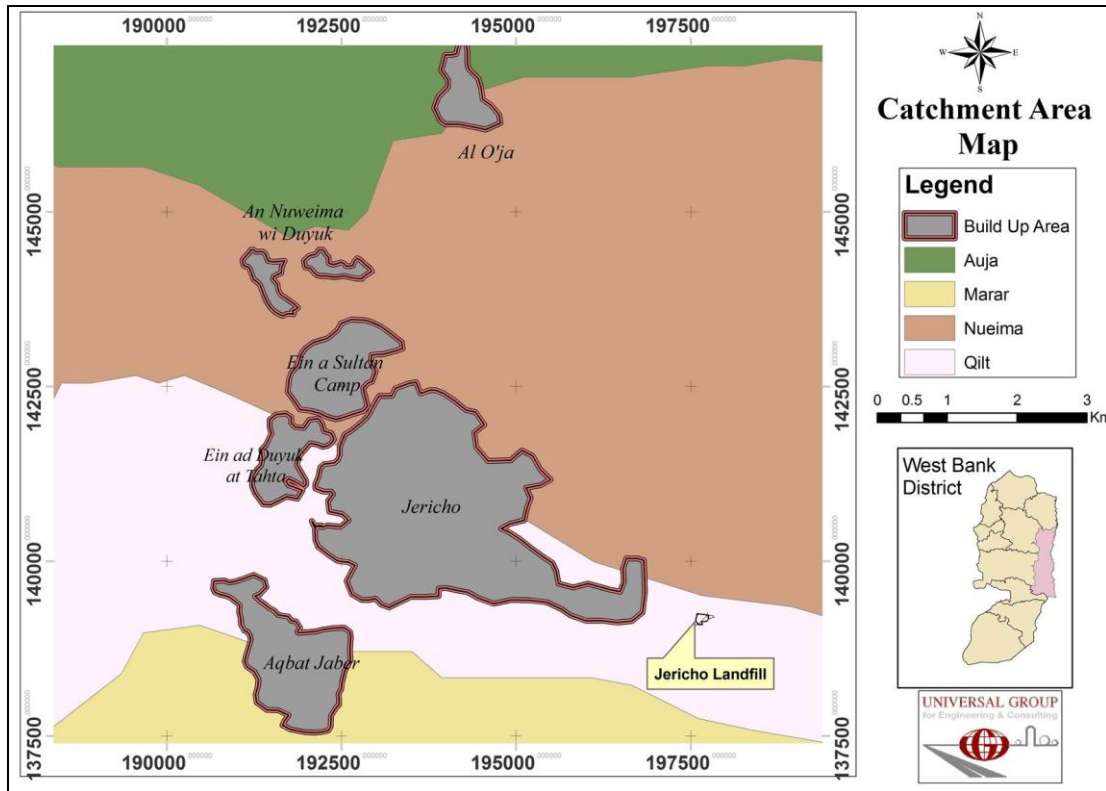 190000
192500
195000
197500
145000
142500
140000
137500
Al O'ja
An Nuweima
wi Duyuk
Ein a Sultan
Camp
Ein ad Duyuk
at Tahta
Jericho
Aqbat Jaber
Jericho Landfill
190000
192500
195000
197500
145000
142500
140000
137500
N
W
E
S
Catchment Area
Map
Legend
Build Up Area
Auja
Marar
Nueima
Qilt
0 0.5 1 2 3
Km
West Bank
District
UNIVERSAL GROUP
for Engineering & Consulting